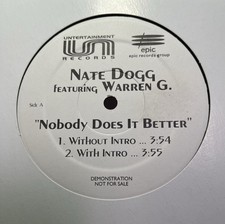 UNTERTAINMENT
RECORDS
epic
epic records group
NATE DOGG
FEATURING WARREN G.
Side A
"NOBODY DOES IT BETTER"
1. WITHOUT INTRO ... 3:54
2. WITH INTRO ... 3:55
DEMONSTRATION
NOT FOR SALE